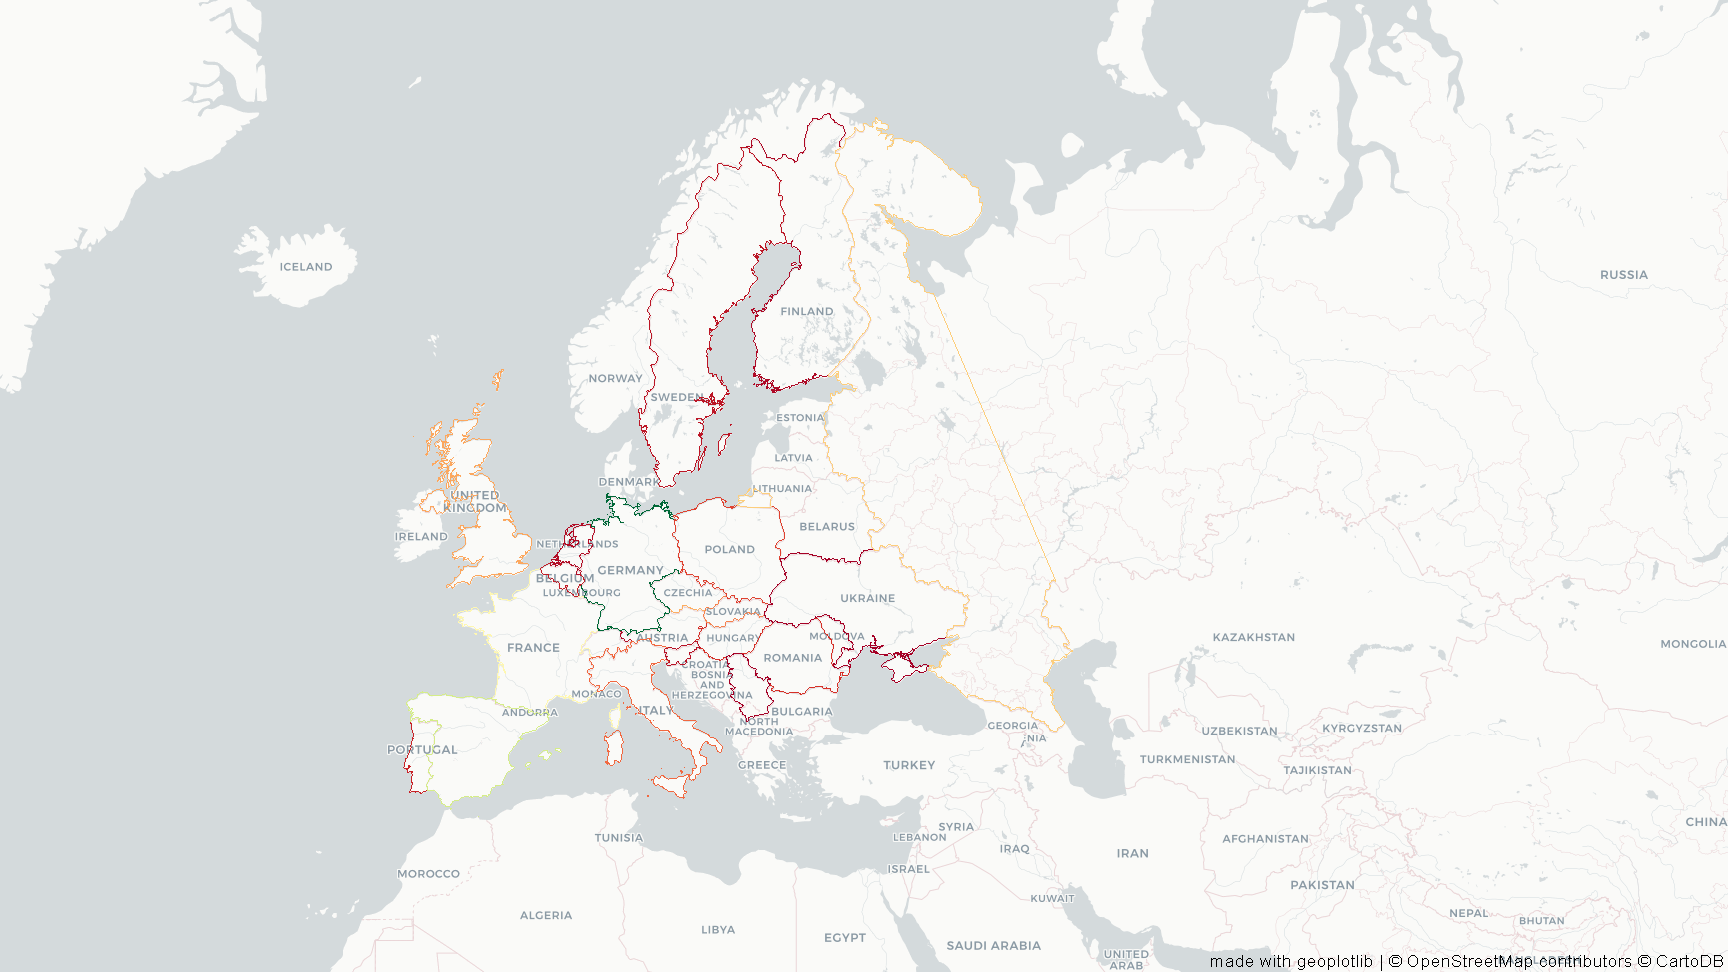 ICELAND
RUSSIA
FINLAND
NORWAY
SWEDEN
ESTONIA
LATVIA
DENMARK
LITHUANIA
UNITED
KINGDOM
BELARUS
IRELAND
NETHERLANDS
POLAND
GERMANY
BELGIUM
LUXEMBOURG
CZECHIA
UKRAINE
SLOVAKIA
AUSTRIA
HUNGARY
MOLDOVA
KAZAKHSTAN
MONGOLIA
FRANCE
ROMANIA
CROATIA
BOSNIA
AND
HERZEGOVINA
MONACO
ANDORRA
ITALY
BULGARIA
NORTH
MACEDONIA
GEORGIA
NIA
UZBEKISTAN
KYRGYZSTAN
PORTUGAL
GREECE
TURKEY
TURKMENISTAN
TAJIKISTAN
TUNISIA
SYRIA
LEBANON
IRAQ
IRAN
AFGHANISTAN
CHINA
MOROCCO
ISRAEL
KUWAIT
PAKISTAN
ALGERIA
LIBYA
EGYPT
SAUDI ARABIA
NEPAL
BHUTAN
UNITED
ARAB
made with geoplotlib | © OpenStreetMap contributors © CartoDB